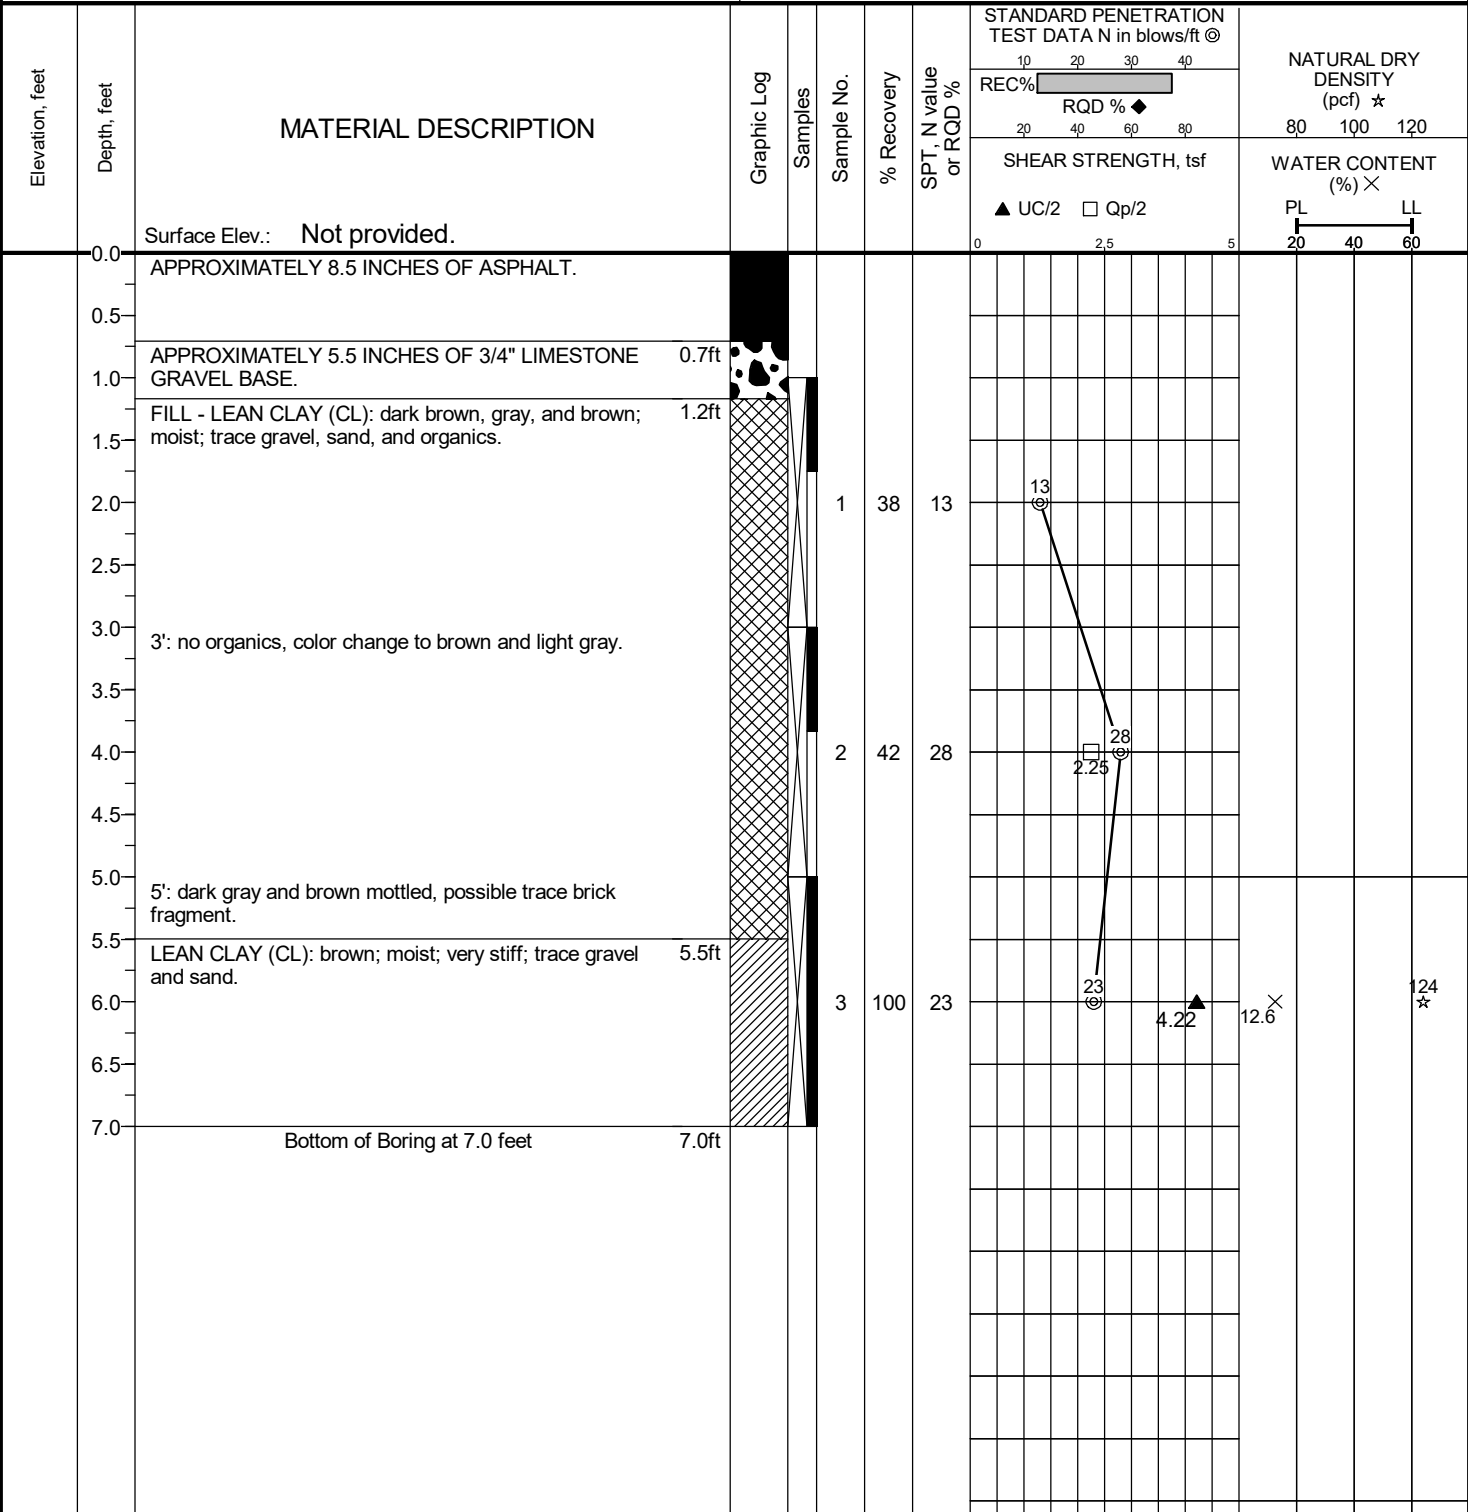 Elevation, feet
Depth, feet
MATERIAL DESCRIPTION
Surface Elev.: Not provided.
Graphic Log
Samples
Sample No.
% Recovery
SPT, N value
or RQD %
STANDARD PENETRATION
TEST DATA N in blows/ft
10 20 30 40
REC%
RQD %
20 40 60 80
SHEAR STRENGTH, tsf
UC/2 Qp/2
0 2.5 5
NATURAL DRY
DENSITY
(pcf) ☆
80 100 120
WATER CONTENT
(%) ×
PL LL
20 40 60
0.0
APPROXIMATELY 8.5 INCHES OF ASPHALT.
0.5
APPROXIMATELY 5.5 INCHES OF 3/4" LIMESTONE 0.7ft
GRAVEL BASE.
1.0
FILL - LEAN CLAY (CL): dark brown, gray, and brown; 1.2ft
moist; trace gravel, sand, and organics.
1.5
13
2.0 1 38 13
2.5
3.0
3': no organics, color change to brown and light gray.
3.5
28
4.0 2 42 28
2.25
4.5
5.0
5': dark gray and brown mottled, possible trace brick
fragment.
5.5
LEAN CLAY (CL): brown; moist; very stiff; trace gravel 5.5ft
and sand.
23 124
6.0 3 100 23
4.22 12.6
6.5
7.0
Bottom of Boring at 7.0 feet 7.0ft